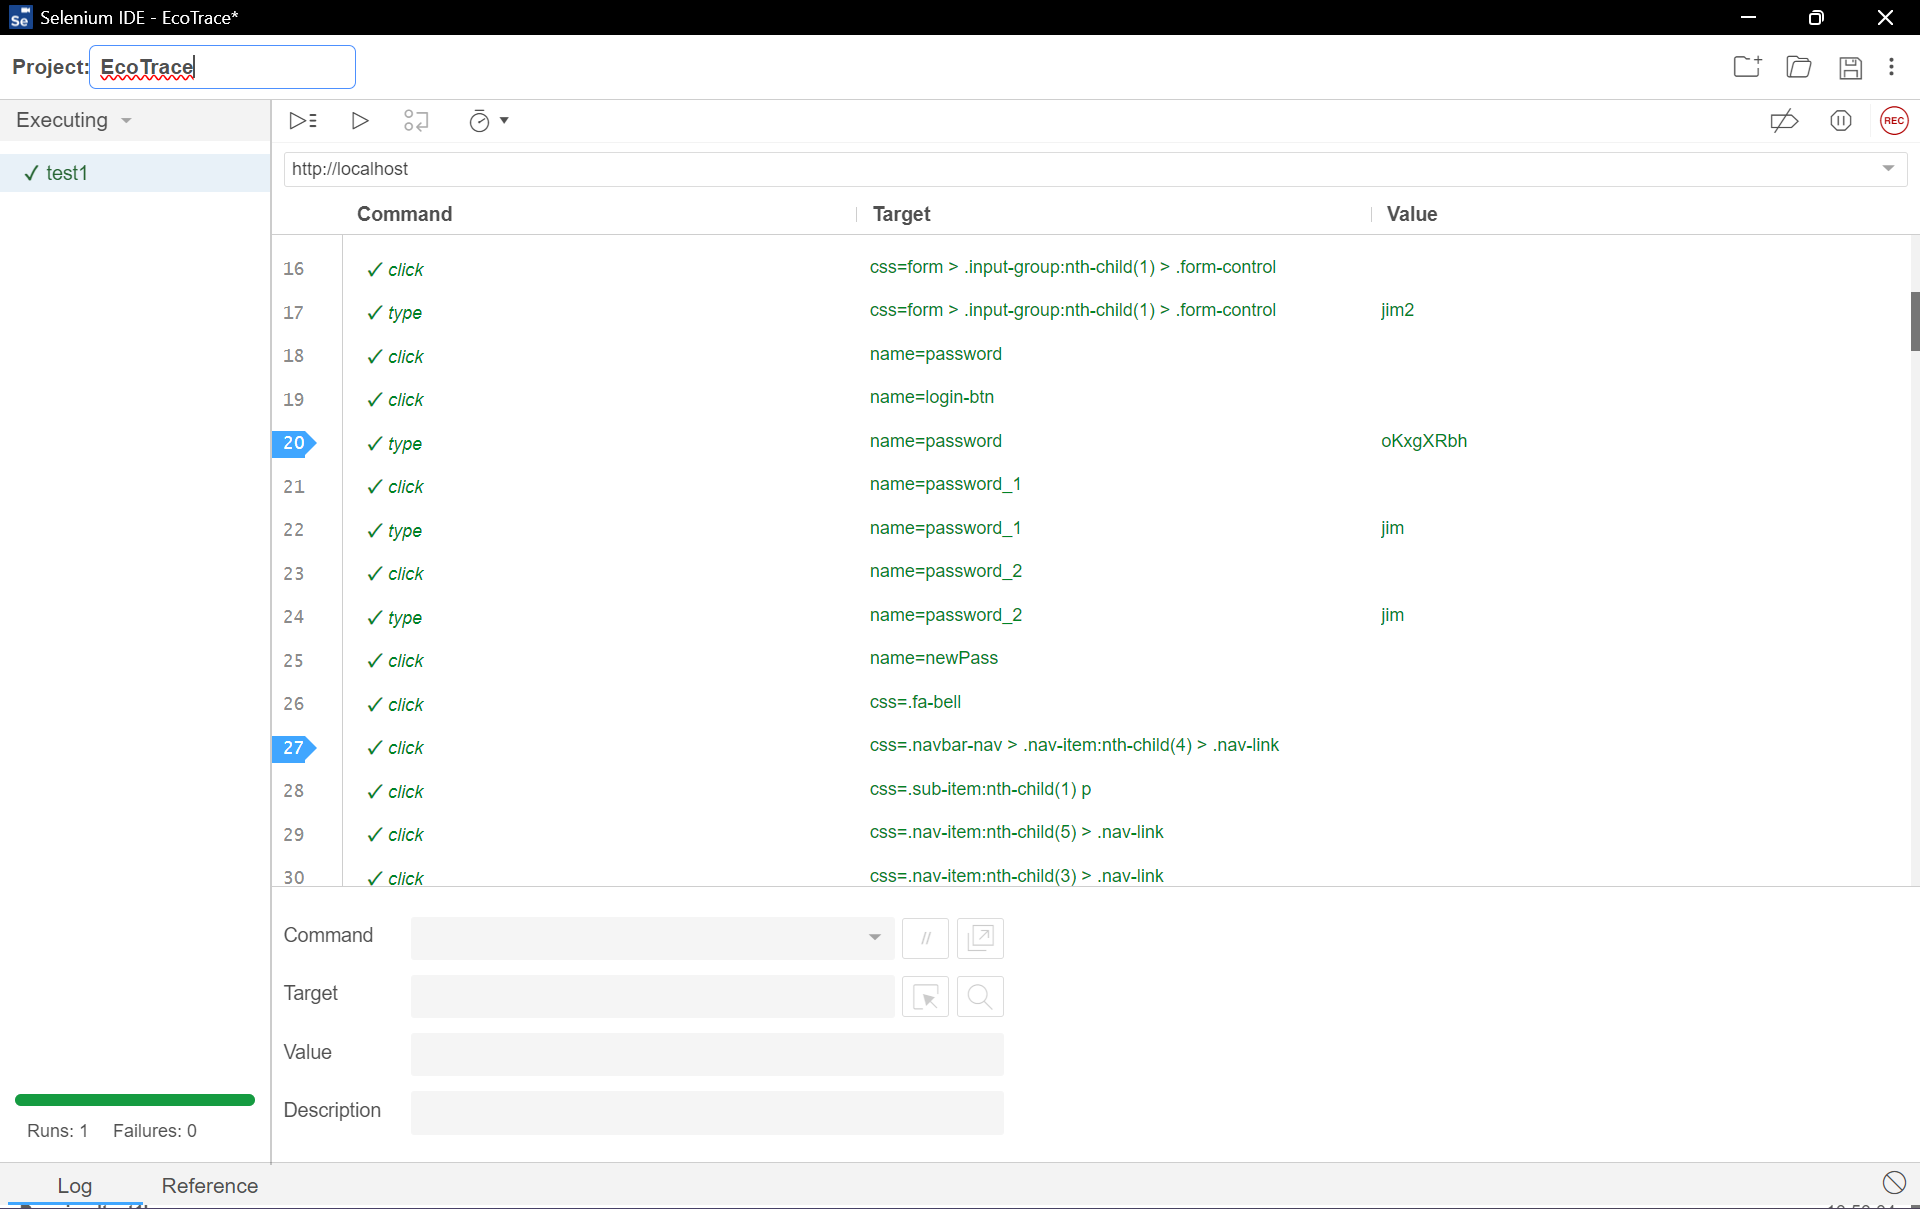 Selenium IDE - EcoTrace*
Project: EcoTrace
Executing
REC
✓ test1
http://localhost
Command Target Value
16 ✓ click css=form > .input-group:nth-child(1) > .form-control
17 ✓ type css=form > .input-group:nth-child(1) > .form-control jim2
18 ✓ click name=password
19 ✓ click name=login-btn
20 ✓ type name=password oKxgXRbh
21 ✓ click name=password_1
22 ✓ type name=password_1 jim
23 ✓ click name=password_2
24 ✓ type name=password_2 jim
25 ✓ click name=newPass
26 ✓ click css=.fa-bell
27 ✓ click css=.navbar-nav > .nav-item:nth-child(4) > .nav-link
28 ✓ click css=.sub-item:nth-child(1) p
29 ✓ click css=.nav-item:nth-child(5) > .nav-link
30 ✓ click css=.nav-item:nth-child(3) > .nav-link
Command //
Target
Value
Description
Runs: 1 Failures: 0
Log Reference